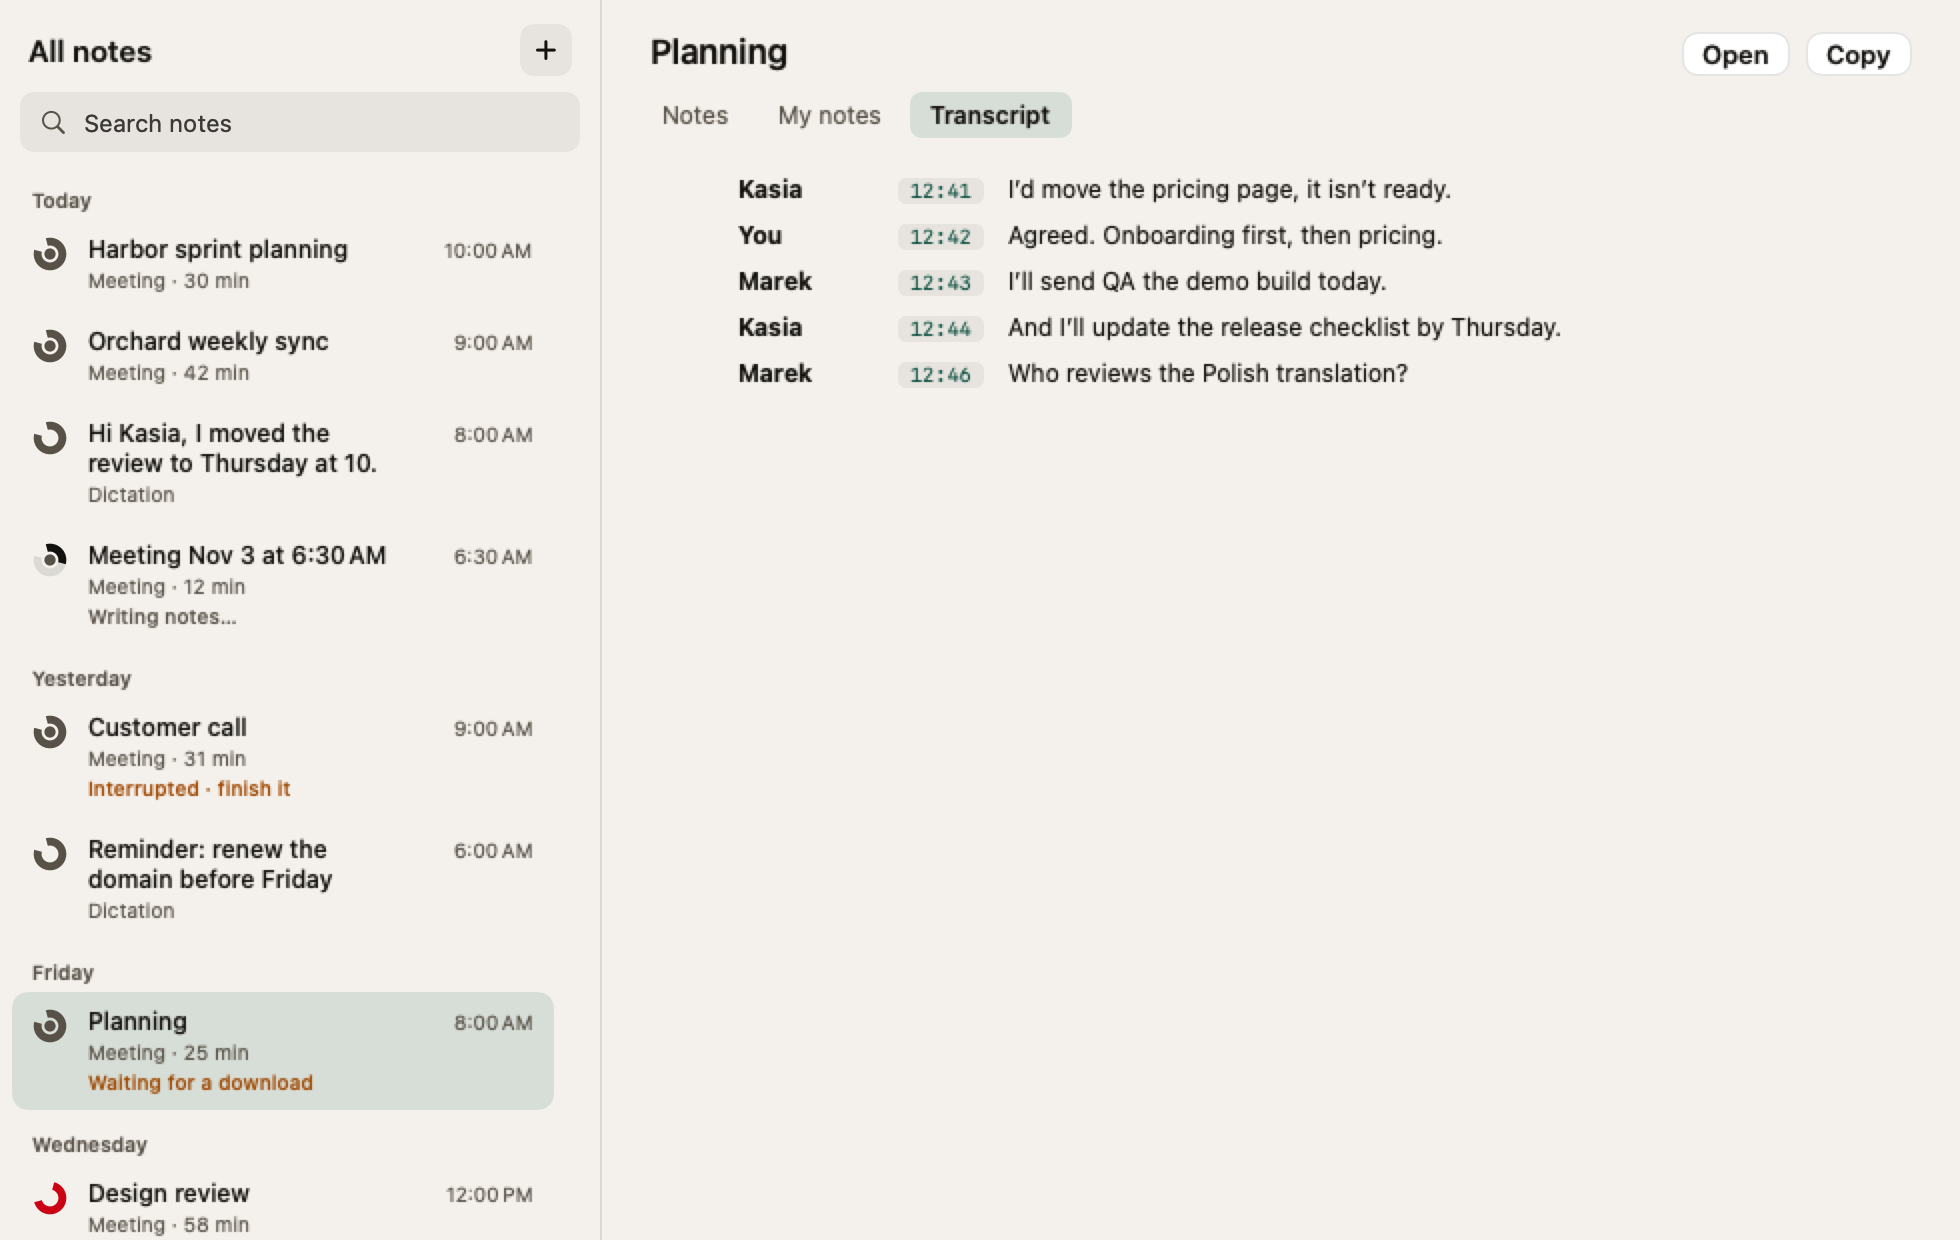 All notes
+
Search notes
Today
Harbor sprint planning 10:00 AM
Meeting · 30 min
Orchard weekly sync 9:00 AM
Meeting · 42 min
Hi Kasia, I moved the 8:00 AM
review to Thursday at 10.
Dictation
Meeting Nov 3 at 6:30 AM 6:30 AM
Meeting · 12 min
Writing notes...
Yesterday
Customer call 9:00 AM
Meeting · 31 min
Interrupted · finish it
Reminder: renew the 6:00 AM
domain before Friday
Dictation
Friday
Planning 8:00 AM
Meeting · 25 min
Waiting for a download
Wednesday
Design review 12:00 PM
Meeting · 58 min
Planning
Open Copy
Notes My notes Transcript
Kasia 12:41 I’d move the pricing page, it isn’t ready.
You 12:42 Agreed. Onboarding first, then pricing.
Marek 12:43 I’ll send QA the demo build today.
Kasia 12:44 And I’ll update the release checklist by Thursday.
Marek 12:46 Who reviews the Polish translation?